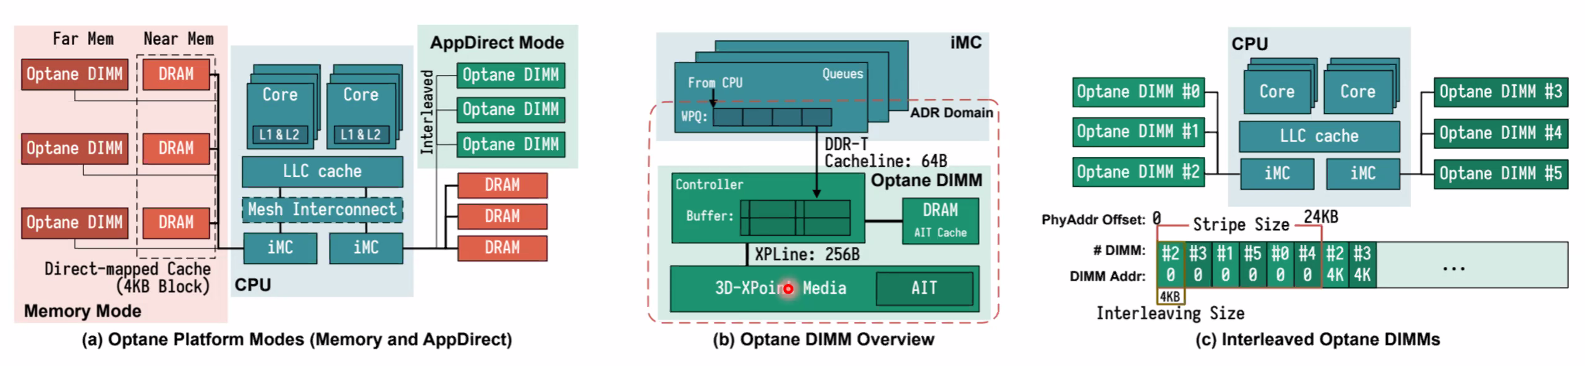 Far Mem
Near Mem
Optane DIMM
DRAM
Optane DIMM
DRAM
Optane DIMM
DRAM
Direct-mapped Cache
(4KB Block)
Memory Mode
Core
L1&L2
Core
L1&L2
LLC cache
Mesh Interconnect
iMC
iMC
CPU
AppDirect Mode
Interleaved
Optane DIMM
Optane DIMM
Optane DIMM
DRAM
DRAM
DRAM
(a) Optane Platform Modes (Memory and AppDirect)
iMC
Queues
From CPU
WPQ:
ADR Domain
DDR-T
Cacheline: 64B
Optane DIMM
Controller
Buffer:
DRAM
AIT Cache
XPLine: 256B
3D-XPoint Media
AIT
(b) Optane DIMM Overview
CPU
Optane DIMM #0
Optane DIMM #1
Optane DIMM #2
Core
Core
LLC cache
iMC
iMC
Optane DIMM #3
Optane DIMM #4
Optane DIMM #5
PhyAddr Offset: 0 Stripe Size 24KB
# DIMM: #2 #3 #1 #5 #0 #4 #2 #3
DIMM Addr: 0 0 0 0 0 0 4K 4K
...
4KB
Interleaving Size
(c) Interleaved Optane DIMMs